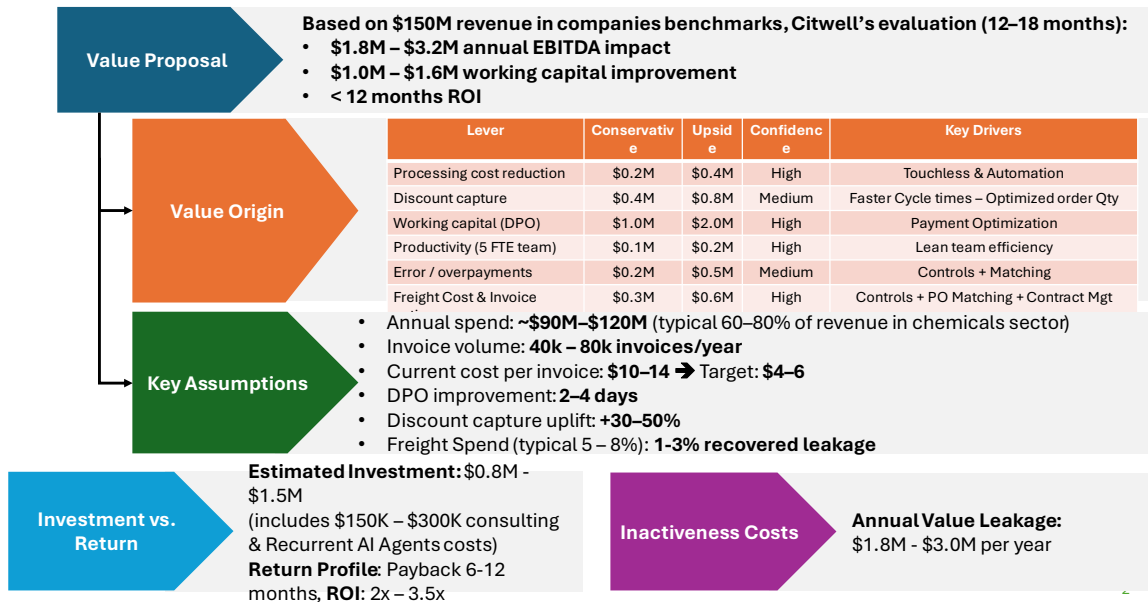 Value Proposal
Based on $150M revenue in companies benchmarks, Citwell's evaluation (12–18 months):
• $1.8M – $3.2M annual EBITDA impact
• $1.0M – $1.6M working capital improvement
• < 12 months ROI
Value Origin
Lever Conservative Upside Confidence Key Drivers
Processing cost reduction $0.2M $0.4M High Touchless & Automation
Discount capture $0.4M $0.8M Medium Faster Cycle times – Optimized order Qty
Working capital (DPO) $1.0M $2.0M High Payment Optimization
Productivity (5 FTE team) $0.1M $0.2M High Lean team efficiency
Error / overpayments $0.2M $0.5M Medium Controls + Matching
Freight Cost & Invoice $0.3M $0.6M High Controls + PO Matching + Contract Mgt
Key Assumptions
• Annual spend: ~$90M–$120M (typical 60–80% of revenue in chemicals sector)
• Invoice volume: 40k – 80k invoices/year
• Current cost per invoice: $10–14 🡺 Target: $4–6
• DPO improvement: 2–4 days
• Discount capture uplift: +30–50%
• Freight Spend (typical 5 – 8%): 1-3% recovered leakage
Investment vs.
Return
Estimated Investment: $0.8M -
$1.5M
(includes $150K – $300K consulting
& Recurrent AI Agents costs)
Return Profile: Payback 6-12
months, ROI: 2x – 3.5x
Inactiveness Costs
Annual Value Leakage:
$1.8M - $3.0M per year